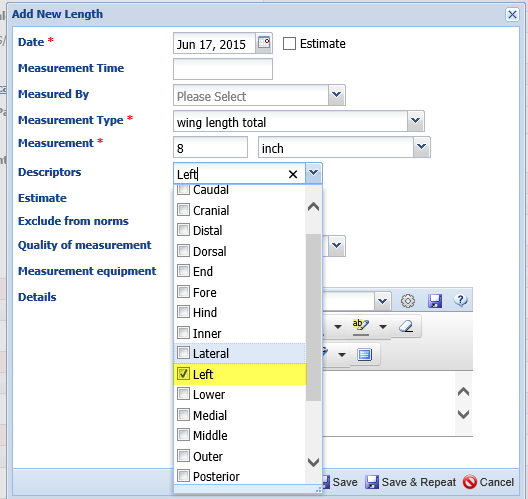 Add New Length
Date * Jun 17, 2015 Estimate
Measurement Time
Measured By Please Select
Measurement Type * wing length total
Measurement * 8 inch
Descriptors Left
Caudal
Estimate
Cranial
Exclude from norms
Distal
Quality of measurement
Dorsal
Measurement equipment
End
Details
Fore
Hind
Inner
Lateral
Left
Lower
Medial
Middle
Outer
Posterior
Save Save & Repeat Cancel